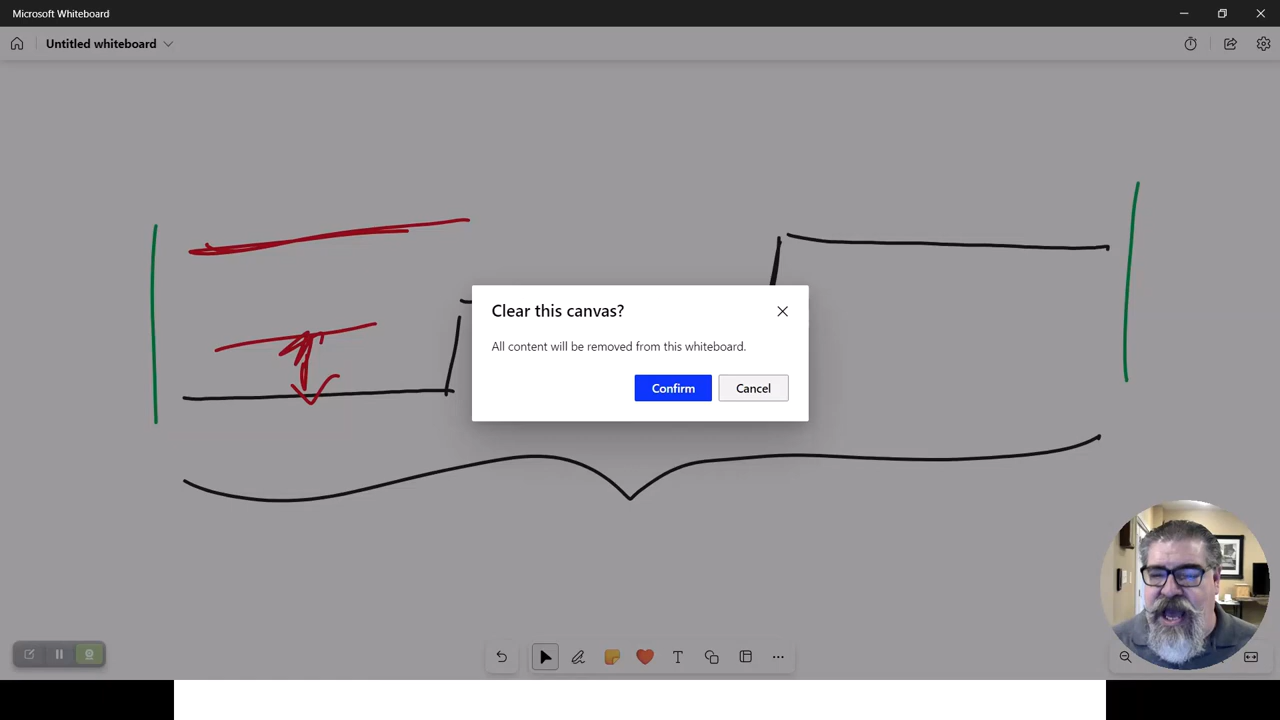 Microsoft Whiteboard
Untitled whiteboard
Clear this canvas?
All content will be removed from this whiteboard.
Confirm Cancel
T